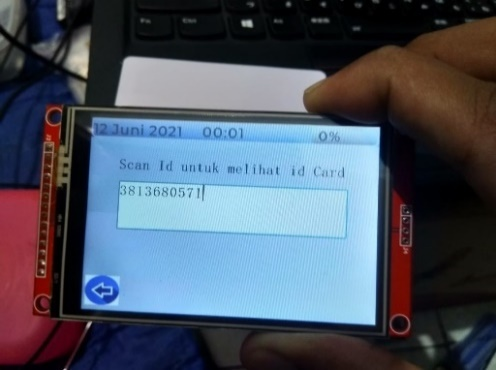 12 Juni 2021 00:01 0%
Scan Id untuk melihat id Card
3813680571